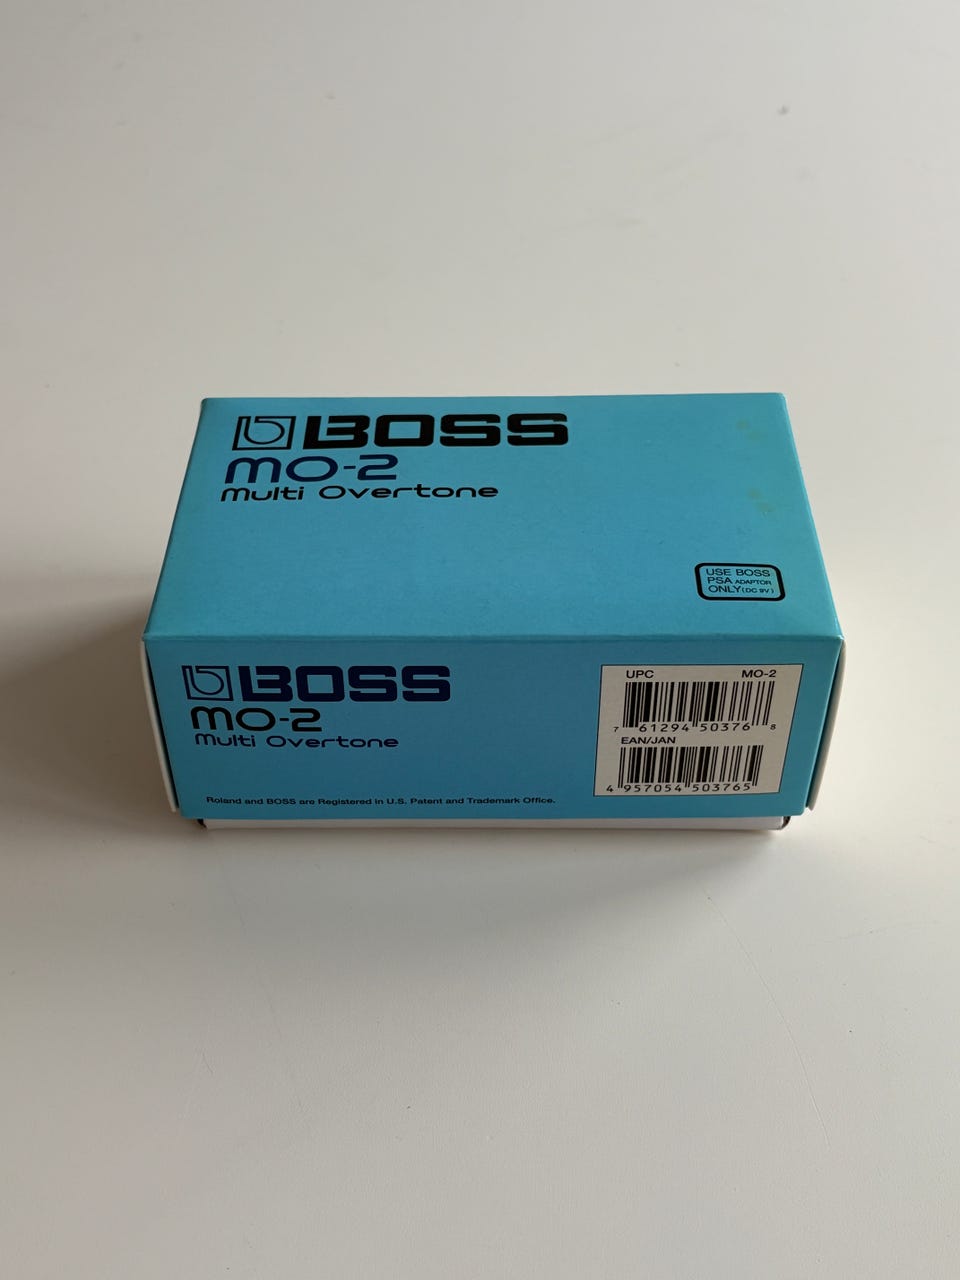 BOSS
MO-2
Multi Overtone
USE BOSS
PSA ADAPTOR
ONLY (DC 9V)
BOSS
MO-2
Multi Overtone
Roland and BOSS are Registered in U.S. Patent and Trademark Office.
UPC MO-2
7 61294 50376 8
EAN/JAN
4 957054 503765